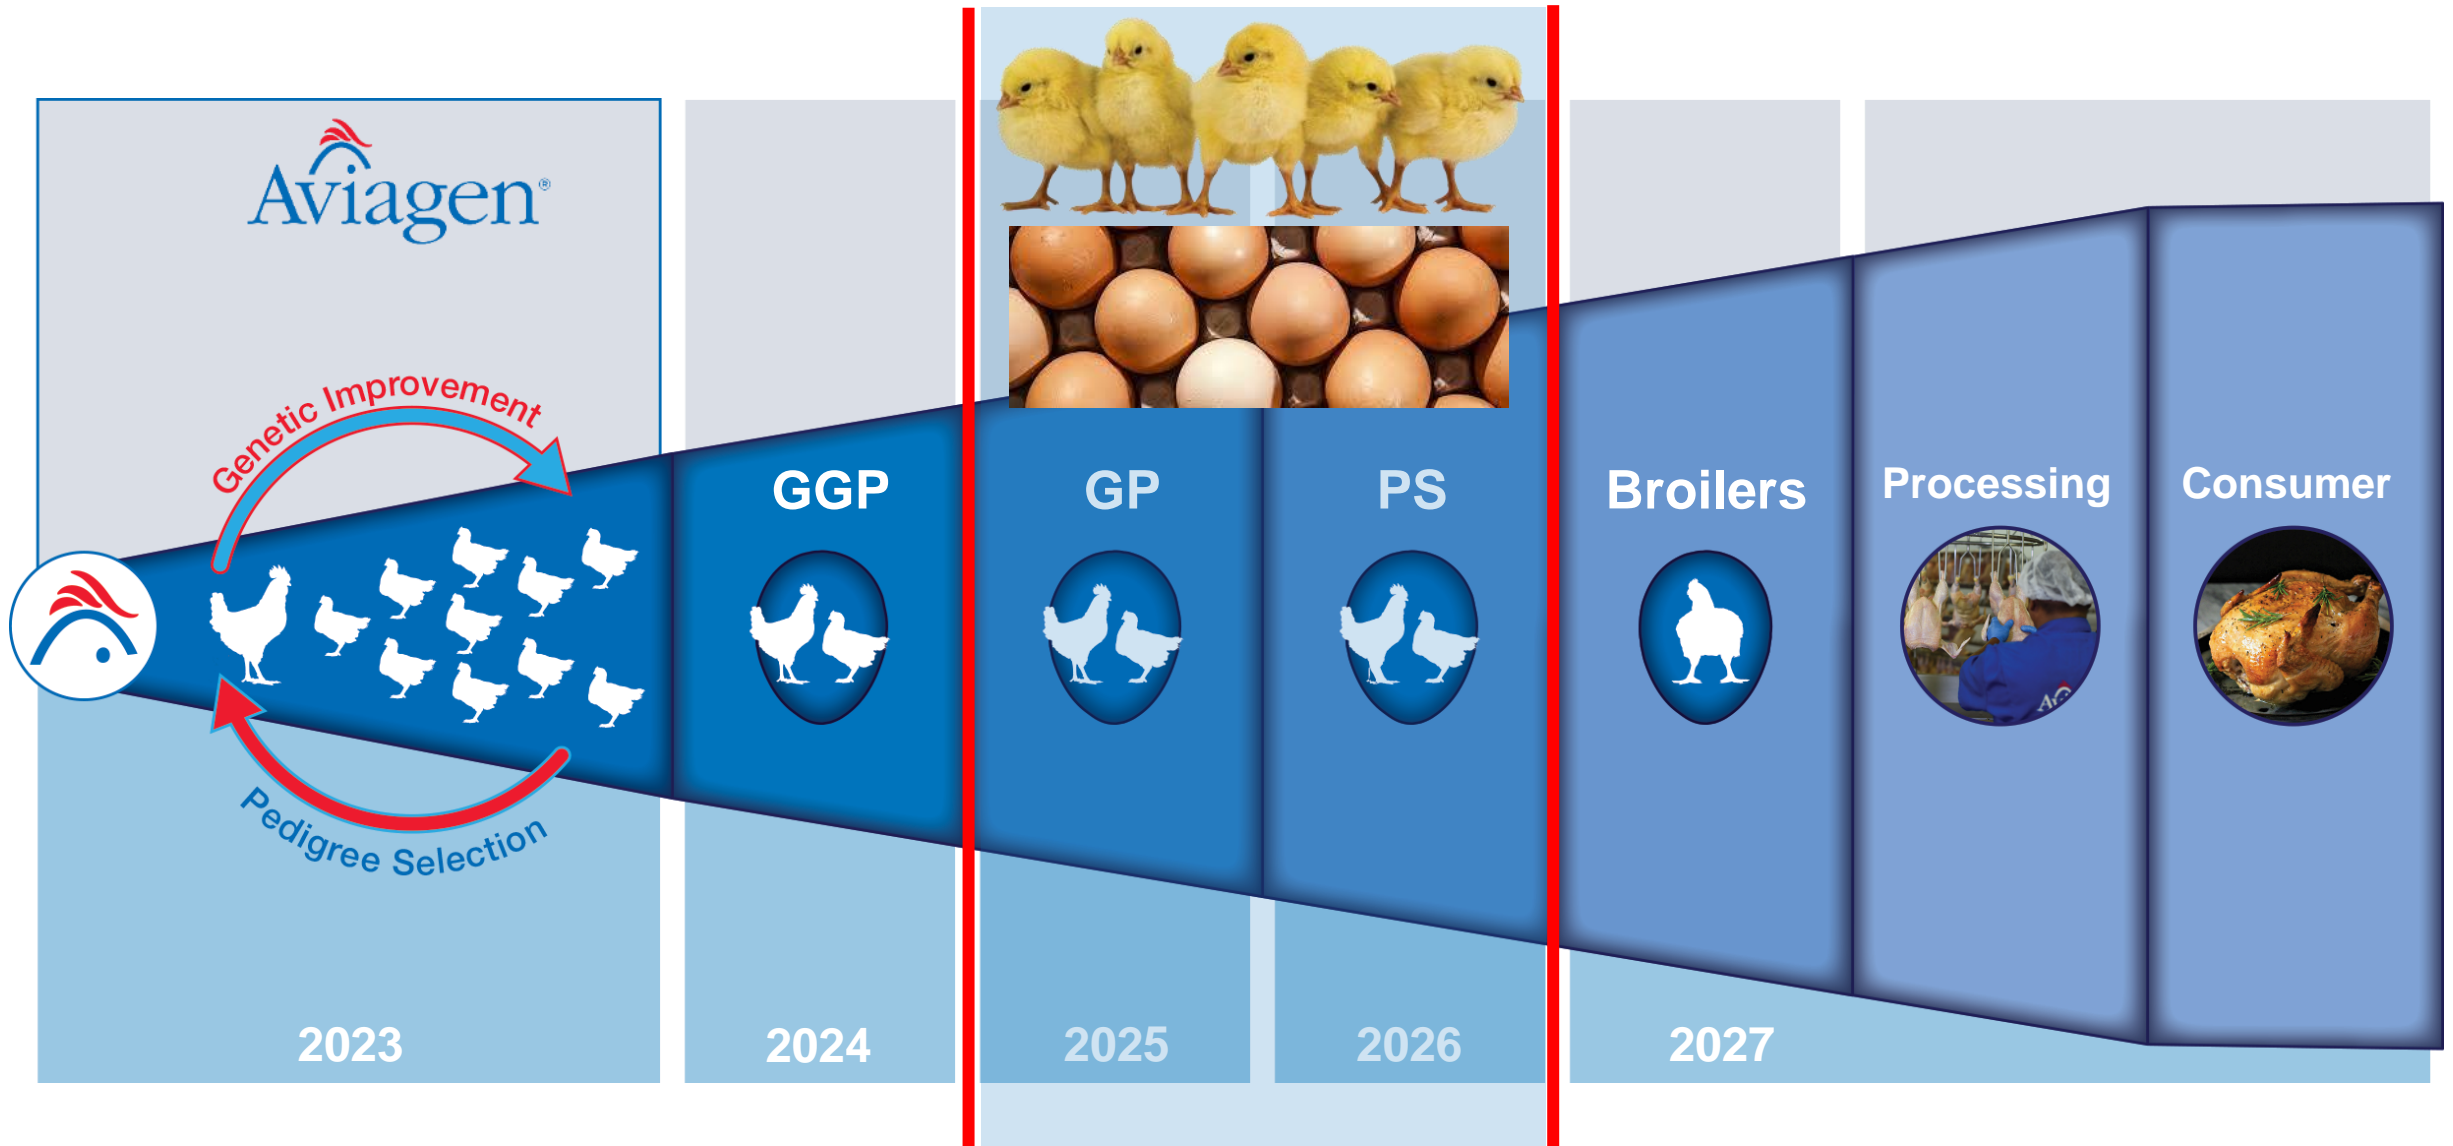 Aviagen®
Genetic Improvement
Pedigree Selection
GGP
GP
PS
Broilers
Processing
Consumer
2023
2024
2025
2026
2027